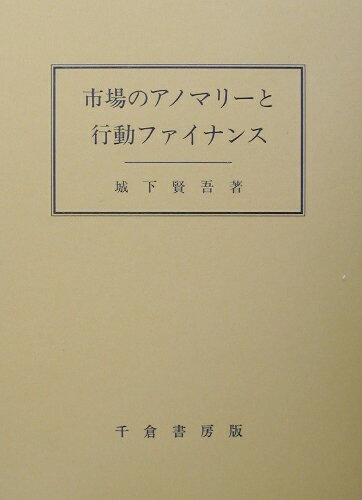 市場のアノマリーと
行動ファイナンス
城下賢吾著
千倉書房版